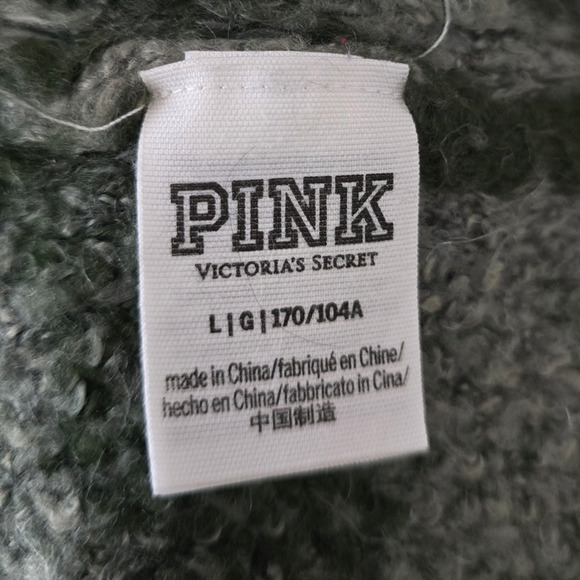 PINK
VICTORIA'S SECRET
L|G|170/104A
made in China/fabriqué en Chine/
hecho en China/fabbricato in Cina/
中国制造